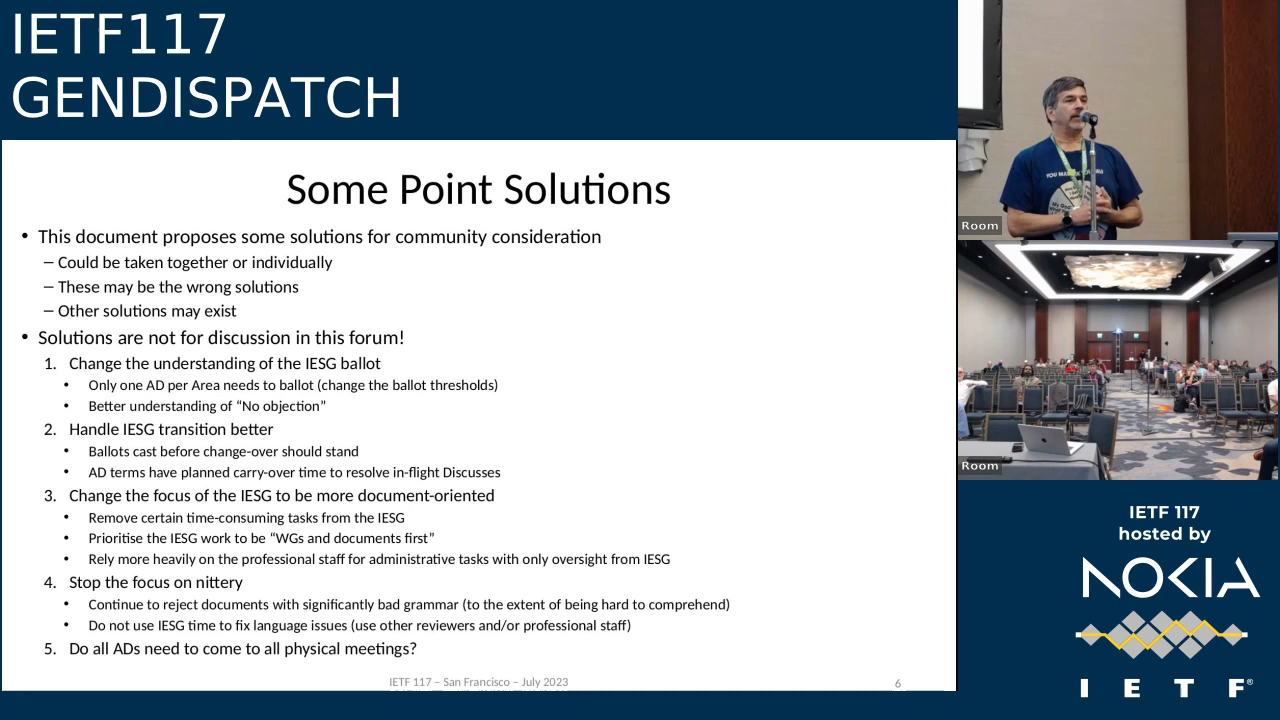 IETF117
GENDISPATCH
Some Point Solutions
• This document proposes some solutions for community consideration
– Could be taken together or individually
– These may be the wrong solutions
– Other solutions may exist
• Solutions are not for discussion in this forum!
1. Change the understanding of the IESG ballot
• Only one AD per Area needs to ballot (change the ballot thresholds)
• Better understanding of “No objection”
2. Handle IESG transition better
• Ballots cast before change-over should stand
• AD terms have planned carry-over time to resolve in-flight Discusses
3. Change the focus of the IESG to be more document-oriented
• Remove certain time-consuming tasks from the IESG
• Prioritise the IESG work to be “WGs and documents first”
• Rely more heavily on the professional staff for administrative tasks with only oversight from IESG
4. Stop the focus on nittery
• Continue to reject documents with significantly bad grammar (to the extent of being hard to comprehend)
• Do not use IESG time to fix language issues (use other reviewers and/or professional staff)
5. Do all ADs need to come to all physical meetings?
IETF 117 – San Francisco – July 2023
6
Room
Room
IETF 117
hosted by
NOKIA
I E T F®